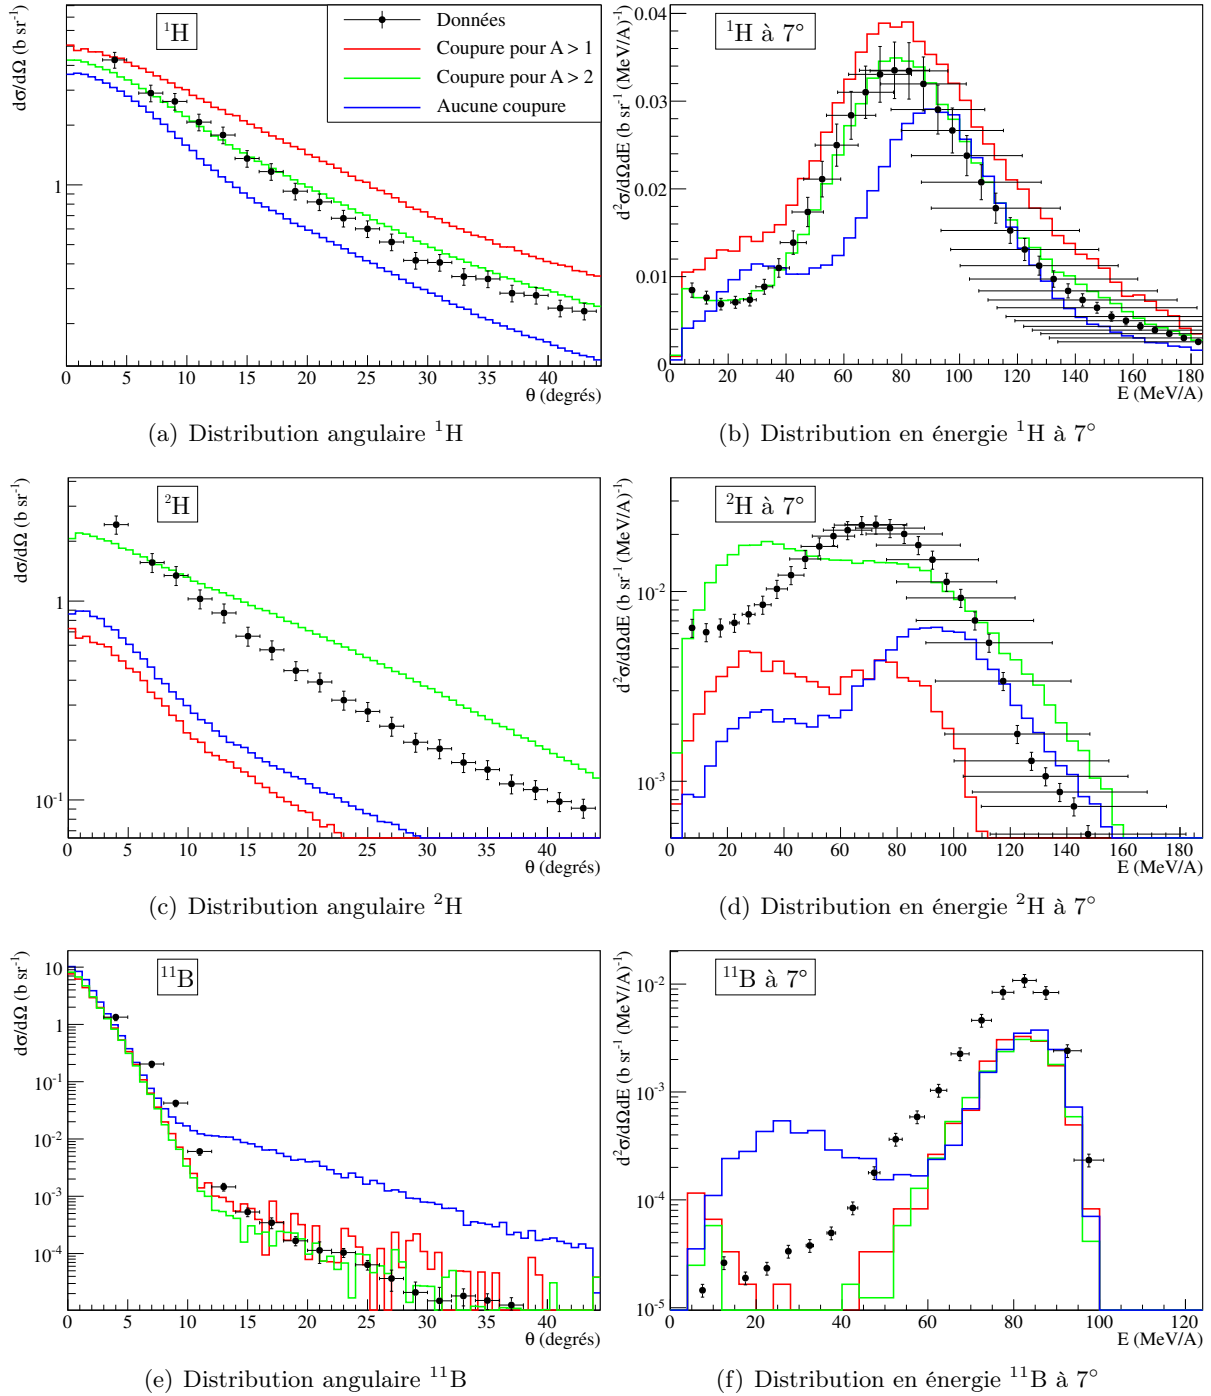 dσ/dΩ (b sr⁻¹)
¹H
Données
Coupure pour A > 1
Coupure pour A > 2
Aucune coupure
1
0 5 10 15 20 25 30 35 40
θ (degrés)
(a) Distribution angulaire ¹H
d²σ/dΩdE (b sr⁻¹ (MeV/A)⁻¹)
¹H à 7°
0.04
0.03
0.02
0.01
0
0 20 40 60 80 100 120 140 160 180
E (MeV/A)
(b) Distribution en énergie ¹H à 7°
dσ/dΩ (b sr⁻¹)
²H
1
10⁻¹
0 5 10 15 20 25 30 35 40
θ (degrés)
(c) Distribution angulaire ²H
d²σ/dΩdE (b sr⁻¹ (MeV/A)⁻¹)
²H à 7°
10⁻²
10⁻³
0 20 40 60 80 100 120 140 160 180
E (MeV/A)
(d) Distribution en énergie ²H à 7°
dσ/dΩ (b sr⁻¹)
¹¹B
10
1
10⁻¹
10⁻²
10⁻³
10⁻⁴
0 5 10 15 20 25 30 35 40
θ (degrés)
(e) Distribution angulaire ¹¹B
d²σ/dΩdE (b sr⁻¹ (MeV/A)⁻¹)
¹¹B à 7°
10⁻²
10⁻³
10⁻⁴
10⁻⁵
0 20 40 60 80 100 120
E (MeV/A)
(f) Distribution en énergie ¹¹B à 7°